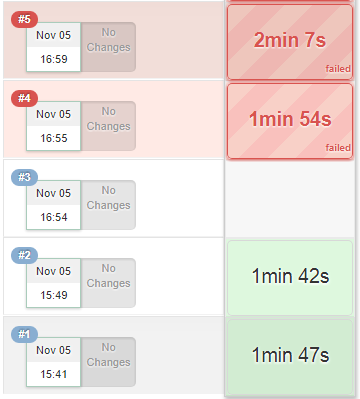 #5
Nov 05
16:59
No
Changes
2min 7s
failed
#4
Nov 05
16:55
No
Changes
1min 54s
failed
#3
Nov 05
16:54
No
Changes
#2
Nov 05
15:49
No
Changes
1min 42s
#1
Nov 05
15:41
No
Changes
1min 47s